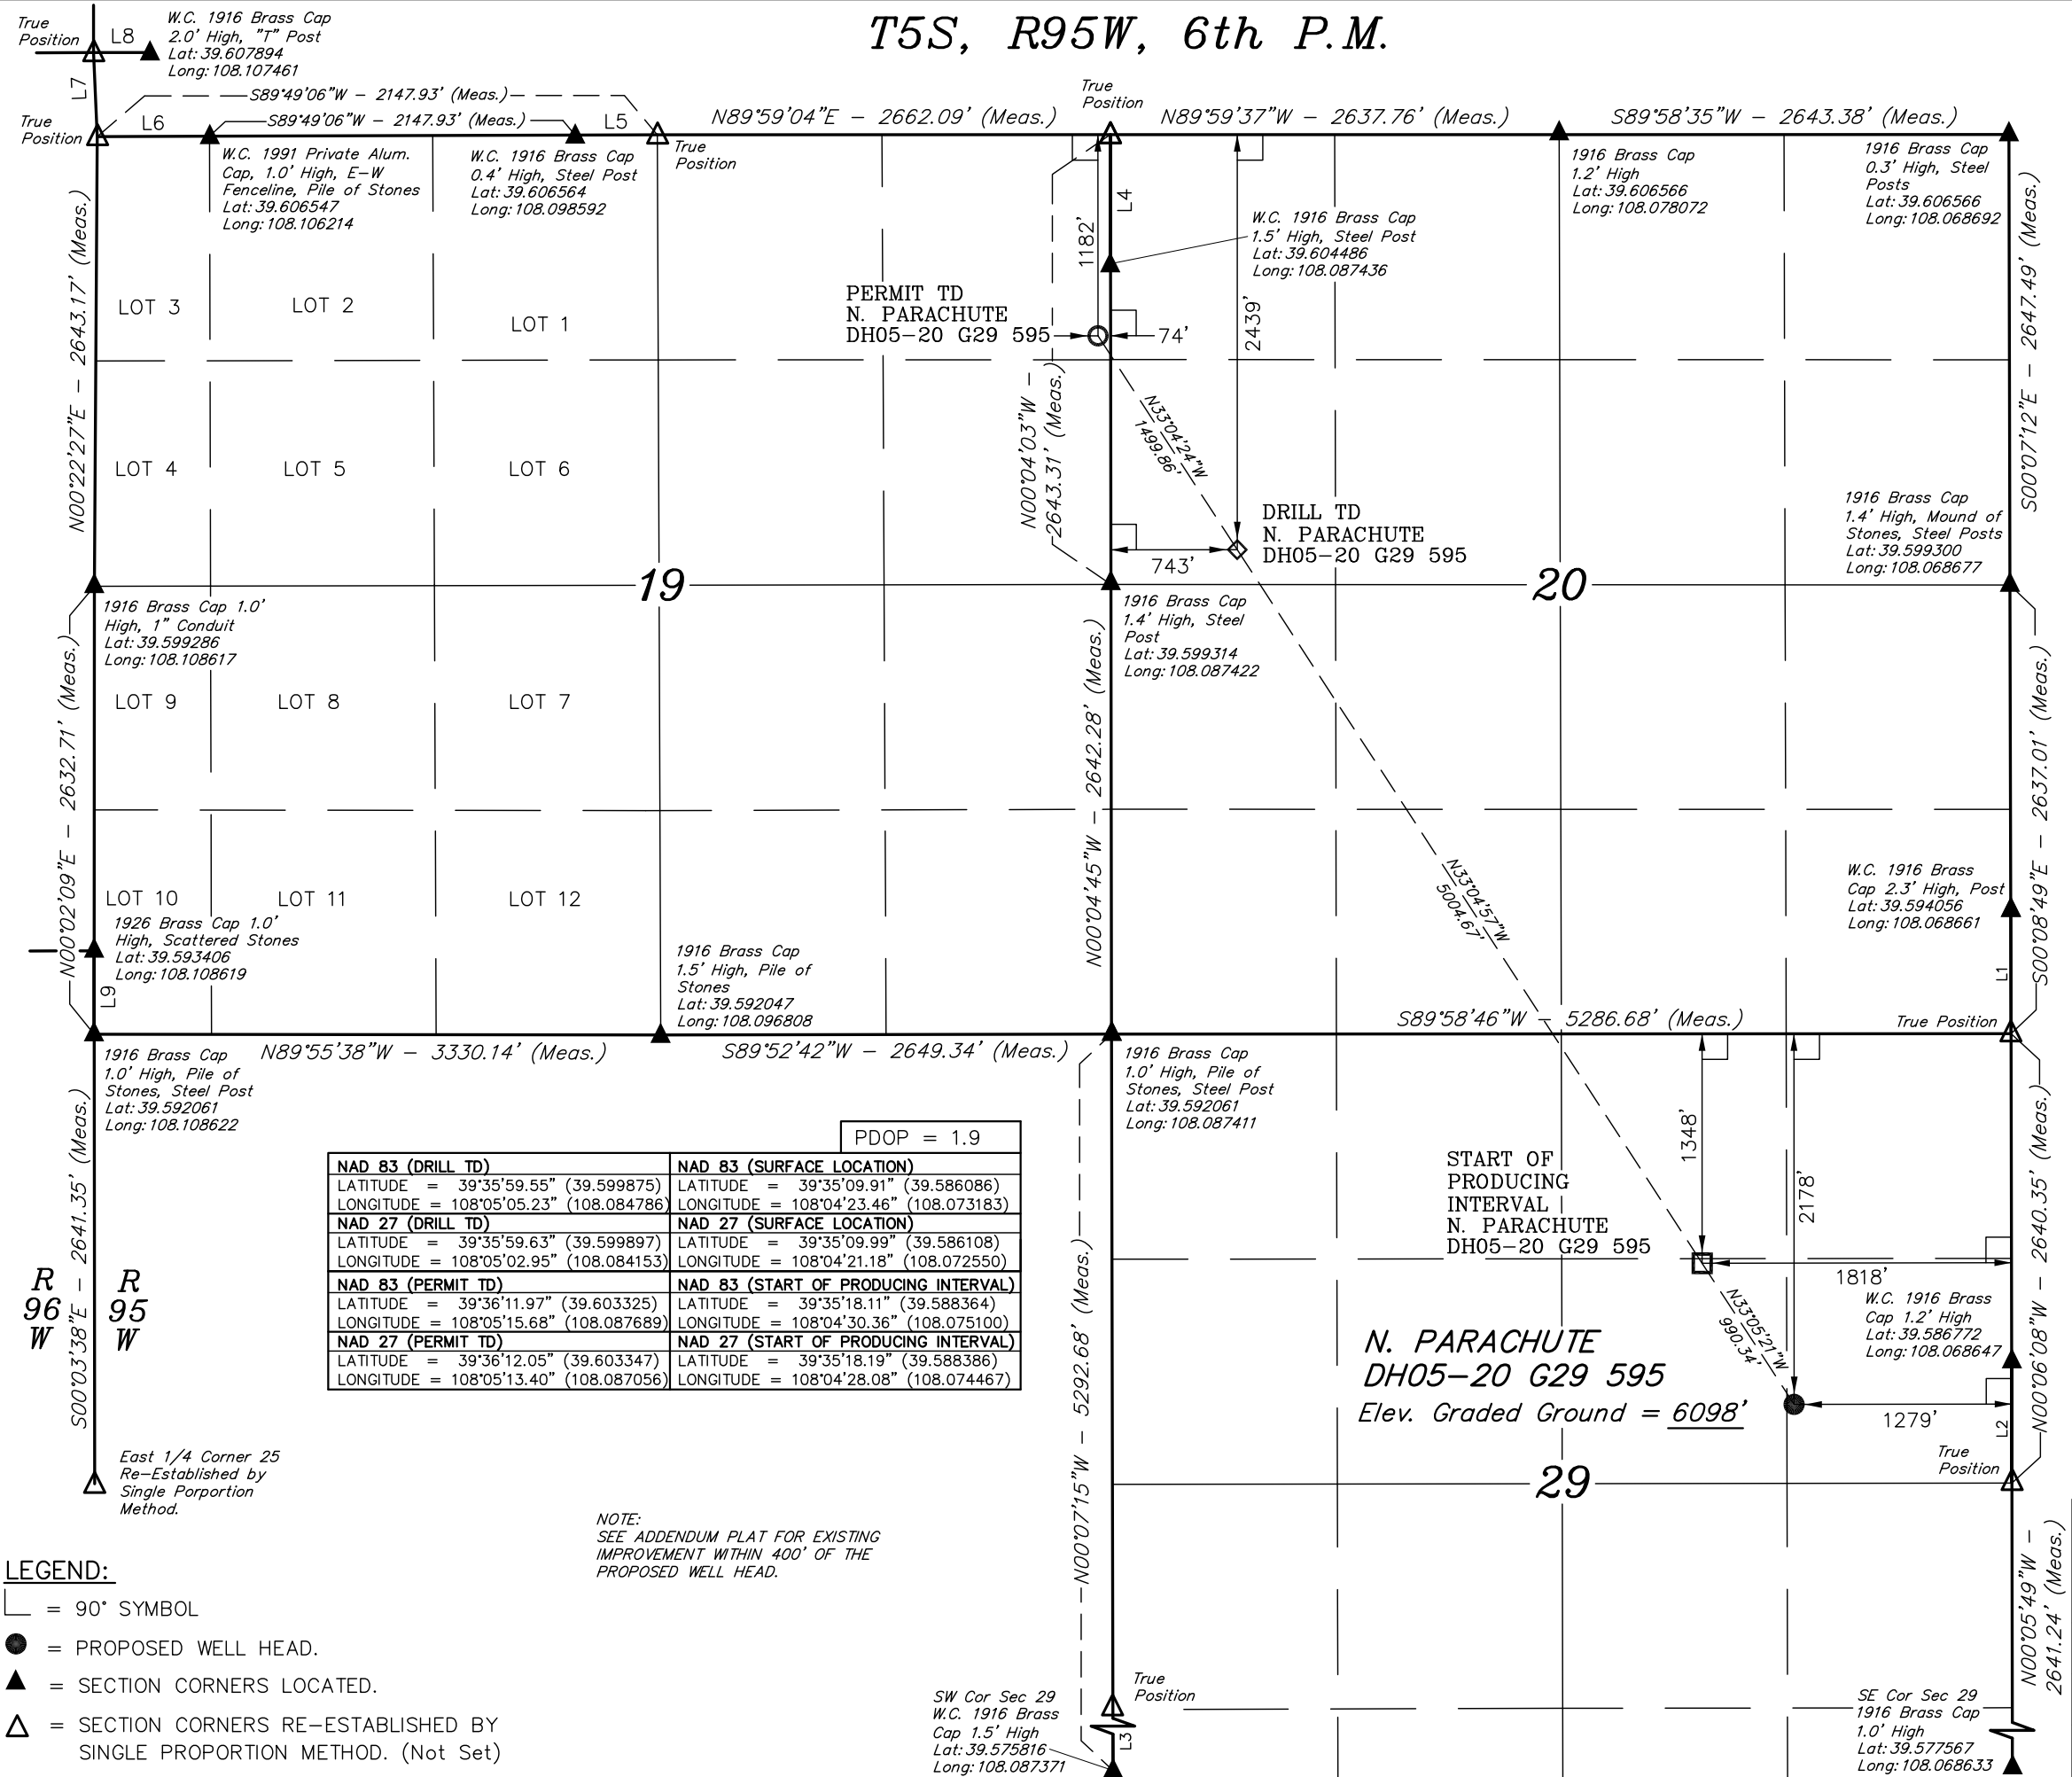 T5S, R95W, 6th P.M.
True
Position
L8
W.C. 1916 Brass Cap
2.0' High, "T" Post
Lat: 39.607894
Long: 108.107461
L7
S89°49'06"W - 2147.93' (Meas.)
True
Position
L6
S89°49'06"W - 2147.93' (Meas.)
L5
True
Position
N89°59'04"E - 2662.09' (Meas.)
True
Position
N89°59'37"W - 2637.76' (Meas.)
S89°58'35"W - 2643.38' (Meas.)
W.C. 1991 Private Alum.
Cap, 1.0' High, E-W
Fenceline, Pile of Stones
Lat: 39.606547
Long: 108.106214
W.C. 1916 Brass Cap
0.4' High, Steel Post
Lat: 39.606564
Long: 108.098592
1916 Brass Cap
1.2' High
Lat: 39.606566
Long: 108.078072
1916 Brass Cap
0.3' High, Steel
Posts
Lat: 39.606566
Long: 108.068692
N00°22'27"E - 2643.17' (Meas.)
L4
1182'
W.C. 1916 Brass Cap
1.5' High, Steel Post
Lat: 39.604486
Long: 108.087436
S00°07'12"E - 2647.49' (Meas.)
LOT 3
LOT 2
LOT 1
PERMIT TD
N. PARACHUTE
DH05-20 G29 595
74'
2439'
N00°04'03"W -
2643.31' (Meas.)
N33°04'24"W
1499.86'
LOT 4
LOT 5
LOT 6
DRILL TD
N. PARACHUTE
DH05-20 G29 595
743'
1916 Brass Cap
1.4' High, Mound of
Stones, Steel Posts
Lat: 39.599300
Long: 108.068677
19
20
1916 Brass Cap 1.0'
High, 1" Conduit
Lat: 39.599286
Long: 108.108617
1916 Brass Cap
1.4' High, Steel
Post
Lat: 39.599314
Long: 108.087422
N00°02'09"E - 2632.71' (Meas.)
N00°04'45"W - 2642.28' (Meas.)
S00°08'49"E - 2637.01' (Meas.)
LOT 9
LOT 8
LOT 7
N33°04'57"W
5004.67'
W.C. 1916 Brass
Cap 2.3' High, Post
Lat: 39.594056
Long: 108.068661
LOT 10
LOT 11
LOT 12
1926 Brass Cap 1.0'
High, Scattered Stones
Lat: 39.593406
Long: 108.108619
L9
1916 Brass Cap
1.5' High, Pile of
Stones
Lat: 39.592047
Long: 108.096808
L1
S89°58'46"W - 5286.68' (Meas.)
True Position
1916 Brass Cap
1.0' High, Pile of
Stones, Steel Post
Lat: 39.592061
Long: 108.108622
N89°55'38"W - 3330.14' (Meas.)
S89°52'42"W - 2649.34' (Meas.)
1916 Brass Cap
1.0' High, Pile of
Stones, Steel Post
Lat: 39.592061
Long: 108.087411
S00°03'38"E - 2641.35' (Meas.)
N00°07'15"W - 5292.68' (Meas.)
1348'
2178'
N00°06'08"W - 2640.35' (Meas.)
PDOP = 1.9
NAD 83 (DRILL TD)
LATITUDE = 39°35'59.55" (39.599875)
LONGITUDE = 108°05'05.23" (108.084786)
NAD 83 (SURFACE LOCATION)
LATITUDE = 39°35'09.91" (39.586086)
LONGITUDE = 108°04'23.46" (108.073183)
NAD 27 (DRILL TD)
LATITUDE = 39°35'59.63" (39.599897)
LONGITUDE = 108°05'02.95" (108.084153)
NAD 27 (SURFACE LOCATION)
LATITUDE = 39°35'09.99" (39.586108)
LONGITUDE = 108°04'21.18" (108.072550)
NAD 83 (PERMIT TD)
LATITUDE = 39°36'11.97" (39.603325)
LONGITUDE = 108°05'15.68" (108.087689)
NAD 83 (START OF PRODUCING INTERVAL)
LATITUDE = 39°35'18.11" (39.588364)
LONGITUDE = 108°04'30.36" (108.075100)
NAD 27 (PERMIT TD)
LATITUDE = 39°36'12.05" (39.603347)
LONGITUDE = 108°05'13.40" (108.087056)
NAD 27 (START OF PRODUCING INTERVAL)
LATITUDE = 39°35'18.19" (39.588386)
LONGITUDE = 108°04'28.08" (108.074467)
START OF
PRODUCING
INTERVAL
N. PARACHUTE
DH05-20 G29 595
1818'
W.C. 1916 Brass
Cap 1.2' High
Lat: 39.586772
Long: 108.068647
N33°05'21"W
990.34'
R
96
W
R
95
W
N. PARACHUTE
DH05-20 G29 595
Elev. Graded Ground = 6098'
1279'
L2
True
Position
East 1/4 Corner 25
Re-Established by
Single Porportion
Method.
29
NOTE:
SEE ADDENDUM PLAT FOR EXISTING
IMPROVEMENT WITHIN 400' OF THE
PROPOSED WELL HEAD.
N00°05'49"W -
2641.24' (Meas.)
LEGEND:
= 90° SYMBOL
= PROPOSED WELL HEAD.
= SECTION CORNERS LOCATED.
= SECTION CORNERS RE-ESTABLISHED BY
SINGLE PROPORTION METHOD. (Not Set)
SW Cor Sec 29
W.C. 1916 Brass
Cap 1.5' High
Lat: 39.575816
Long: 108.087371
True
Position
L3
SE Cor Sec 29
1916 Brass Cap
1.0' High
Lat: 39.577567
Long: 108.068633